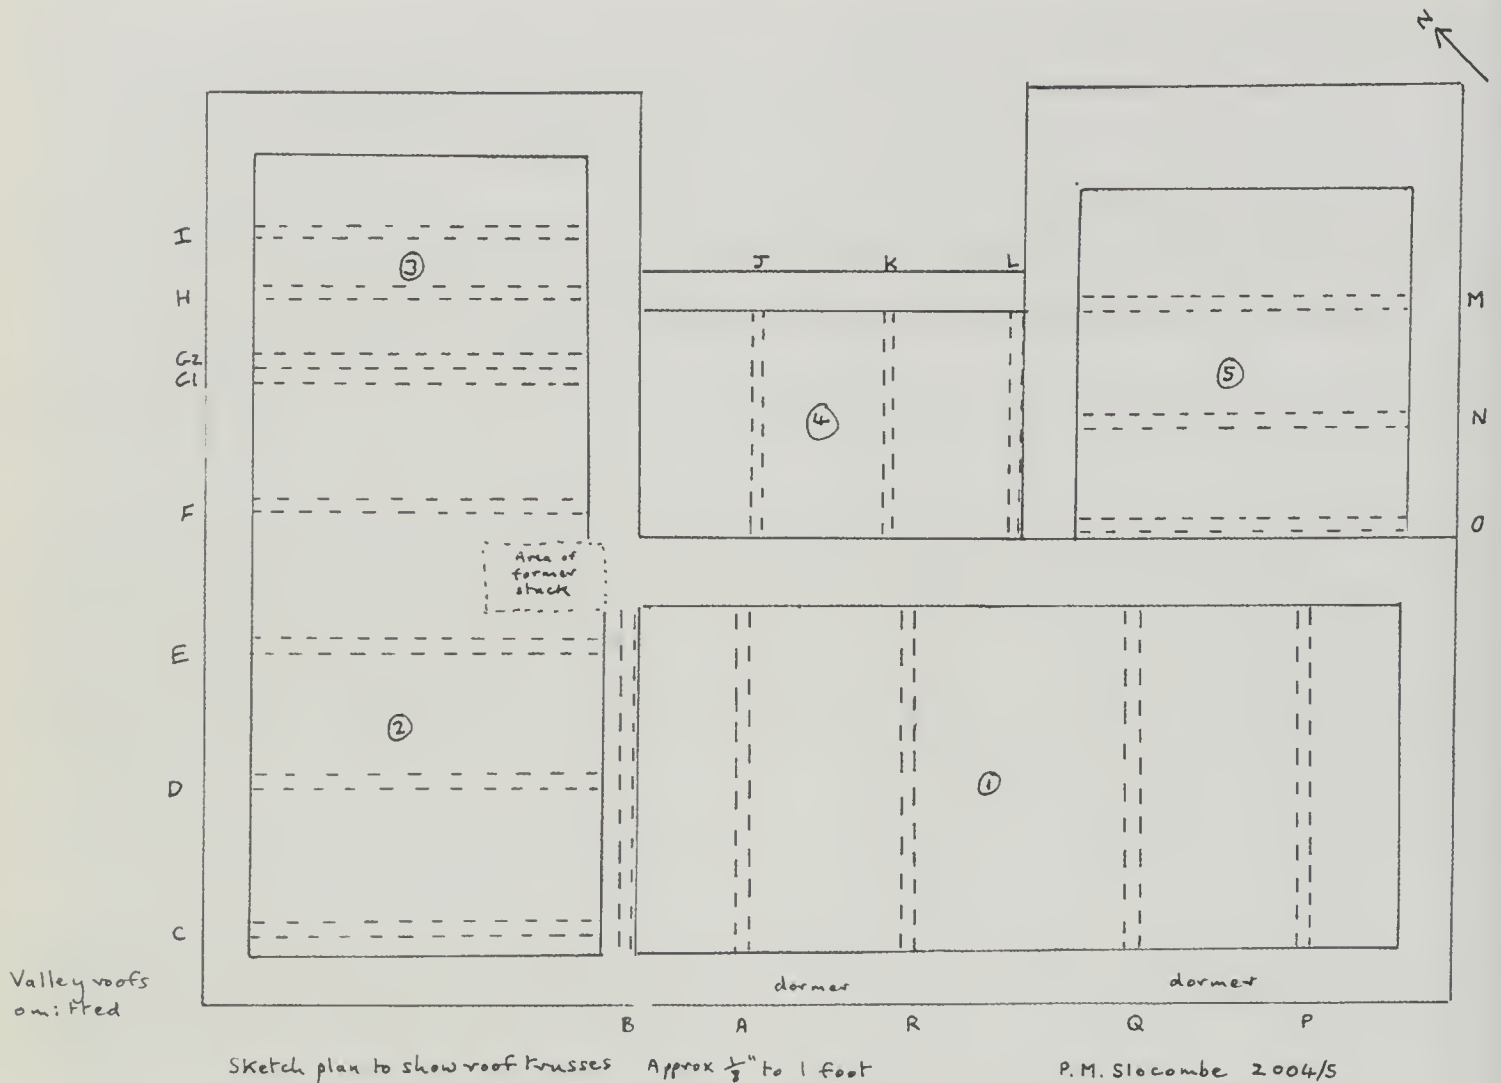 N
I
③
H
G2
G1
F
J K L
④
M
⑤
N
O
Area of
former
stack
E
②
D
①
C
Valley roofs
omitted
dormer dormer
B A R Q P
Sketch plan to show roof trusses Approx ⅛" to 1 foot P.M. Slocombe 2004/5